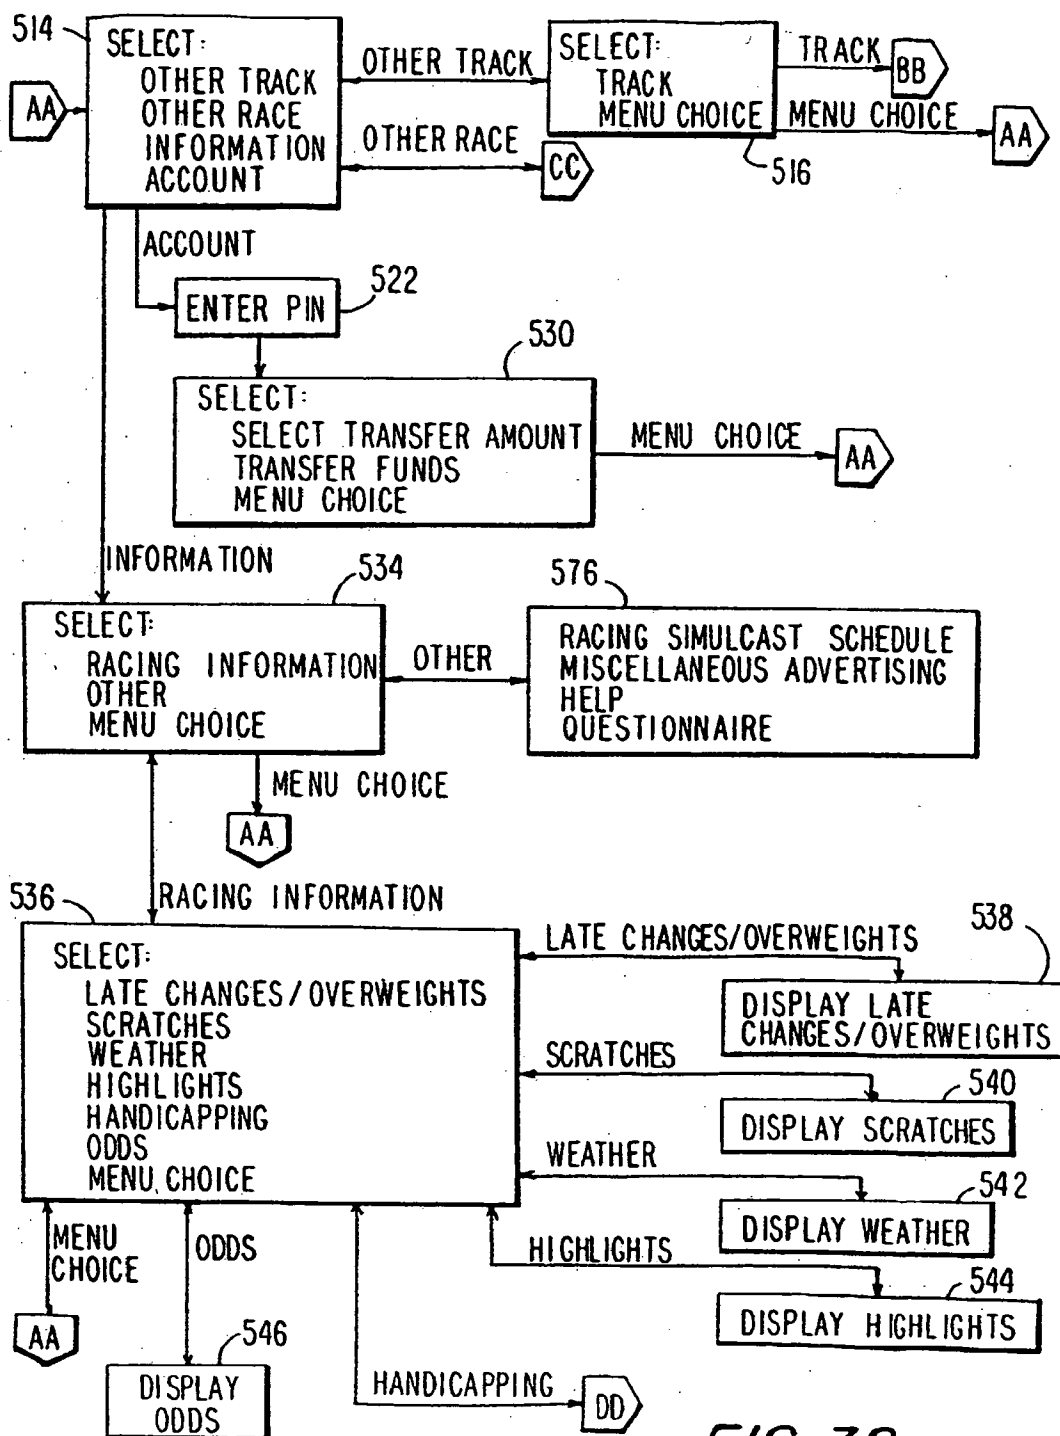 514
SELECT:
OTHER TRACK
OTHER RACE
INFORMATION
ACCOUNT
AA
OTHER TRACK
OTHER RACE
CC
SELECT:
TRACK
MENU CHOICE
516
TRACK
BB
MENU CHOICE
AA
ACCOUNT
ENTER PIN
522
530
SELECT:
SELECT TRANSFER AMOUNT
TRANSFER FUNDS
MENU CHOICE
MENU CHOICE
AA
INFORMATION
534
SELECT:
RACING INFORMATION
OTHER
MENU CHOICE
OTHER
576
RACING SIMULCAST SCHEDULE
MISCELLANEOUS ADVERTISING
HELP
QUESTIONNAIRE
MENU CHOICE
AA
RACING INFORMATION
536
SELECT:
LATE CHANGES/OVERWEIGHTS
SCRATCHES
WEATHER
HIGHLIGHTS
HANDICAPPING
ODDS
MENU CHOICE
LATE CHANGES/OVERWEIGHTS
538
DISPLAY LATE
CHANGES/OVERWEIGHTS
SCRATCHES
540
DISPLAY SCRATCHES
WEATHER
542
DISPLAY WEATHER
HIGHLIGHTS
544
DISPLAY HIGHLIGHTS
MENU
CHOICE
AA
ODDS
546
DISPLAY
ODDS
HANDICAPPING
DD